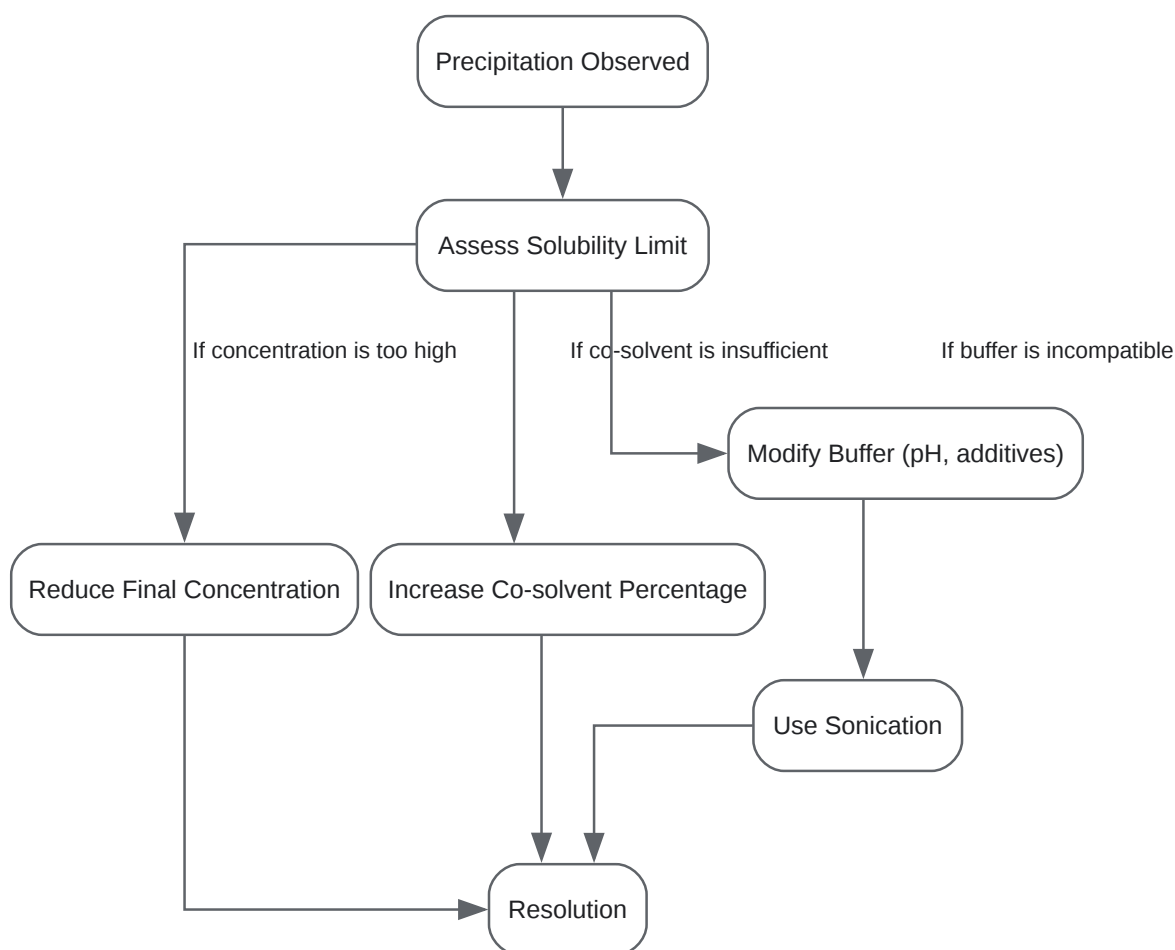 Precipitation Observed
Assess Solubility Limit
If concentration is too high
If co-solvent is insufficient
If buffer is incompatible
Modify Buffer (pH, additives)
Reduce Final Concentration
Increase Co-solvent Percentage
Use Sonication
Resolution